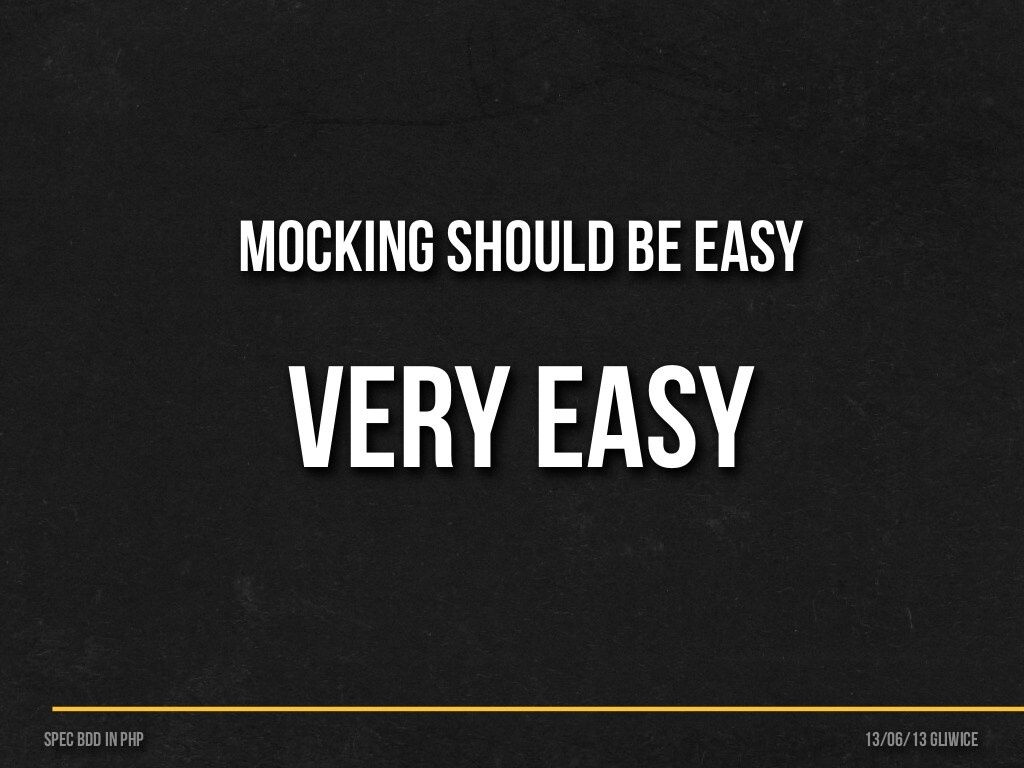 MOCKING SHOULD BE EASY
VERY EASY
SPEC BDD IN PHP
13/06/13 GLIWICE